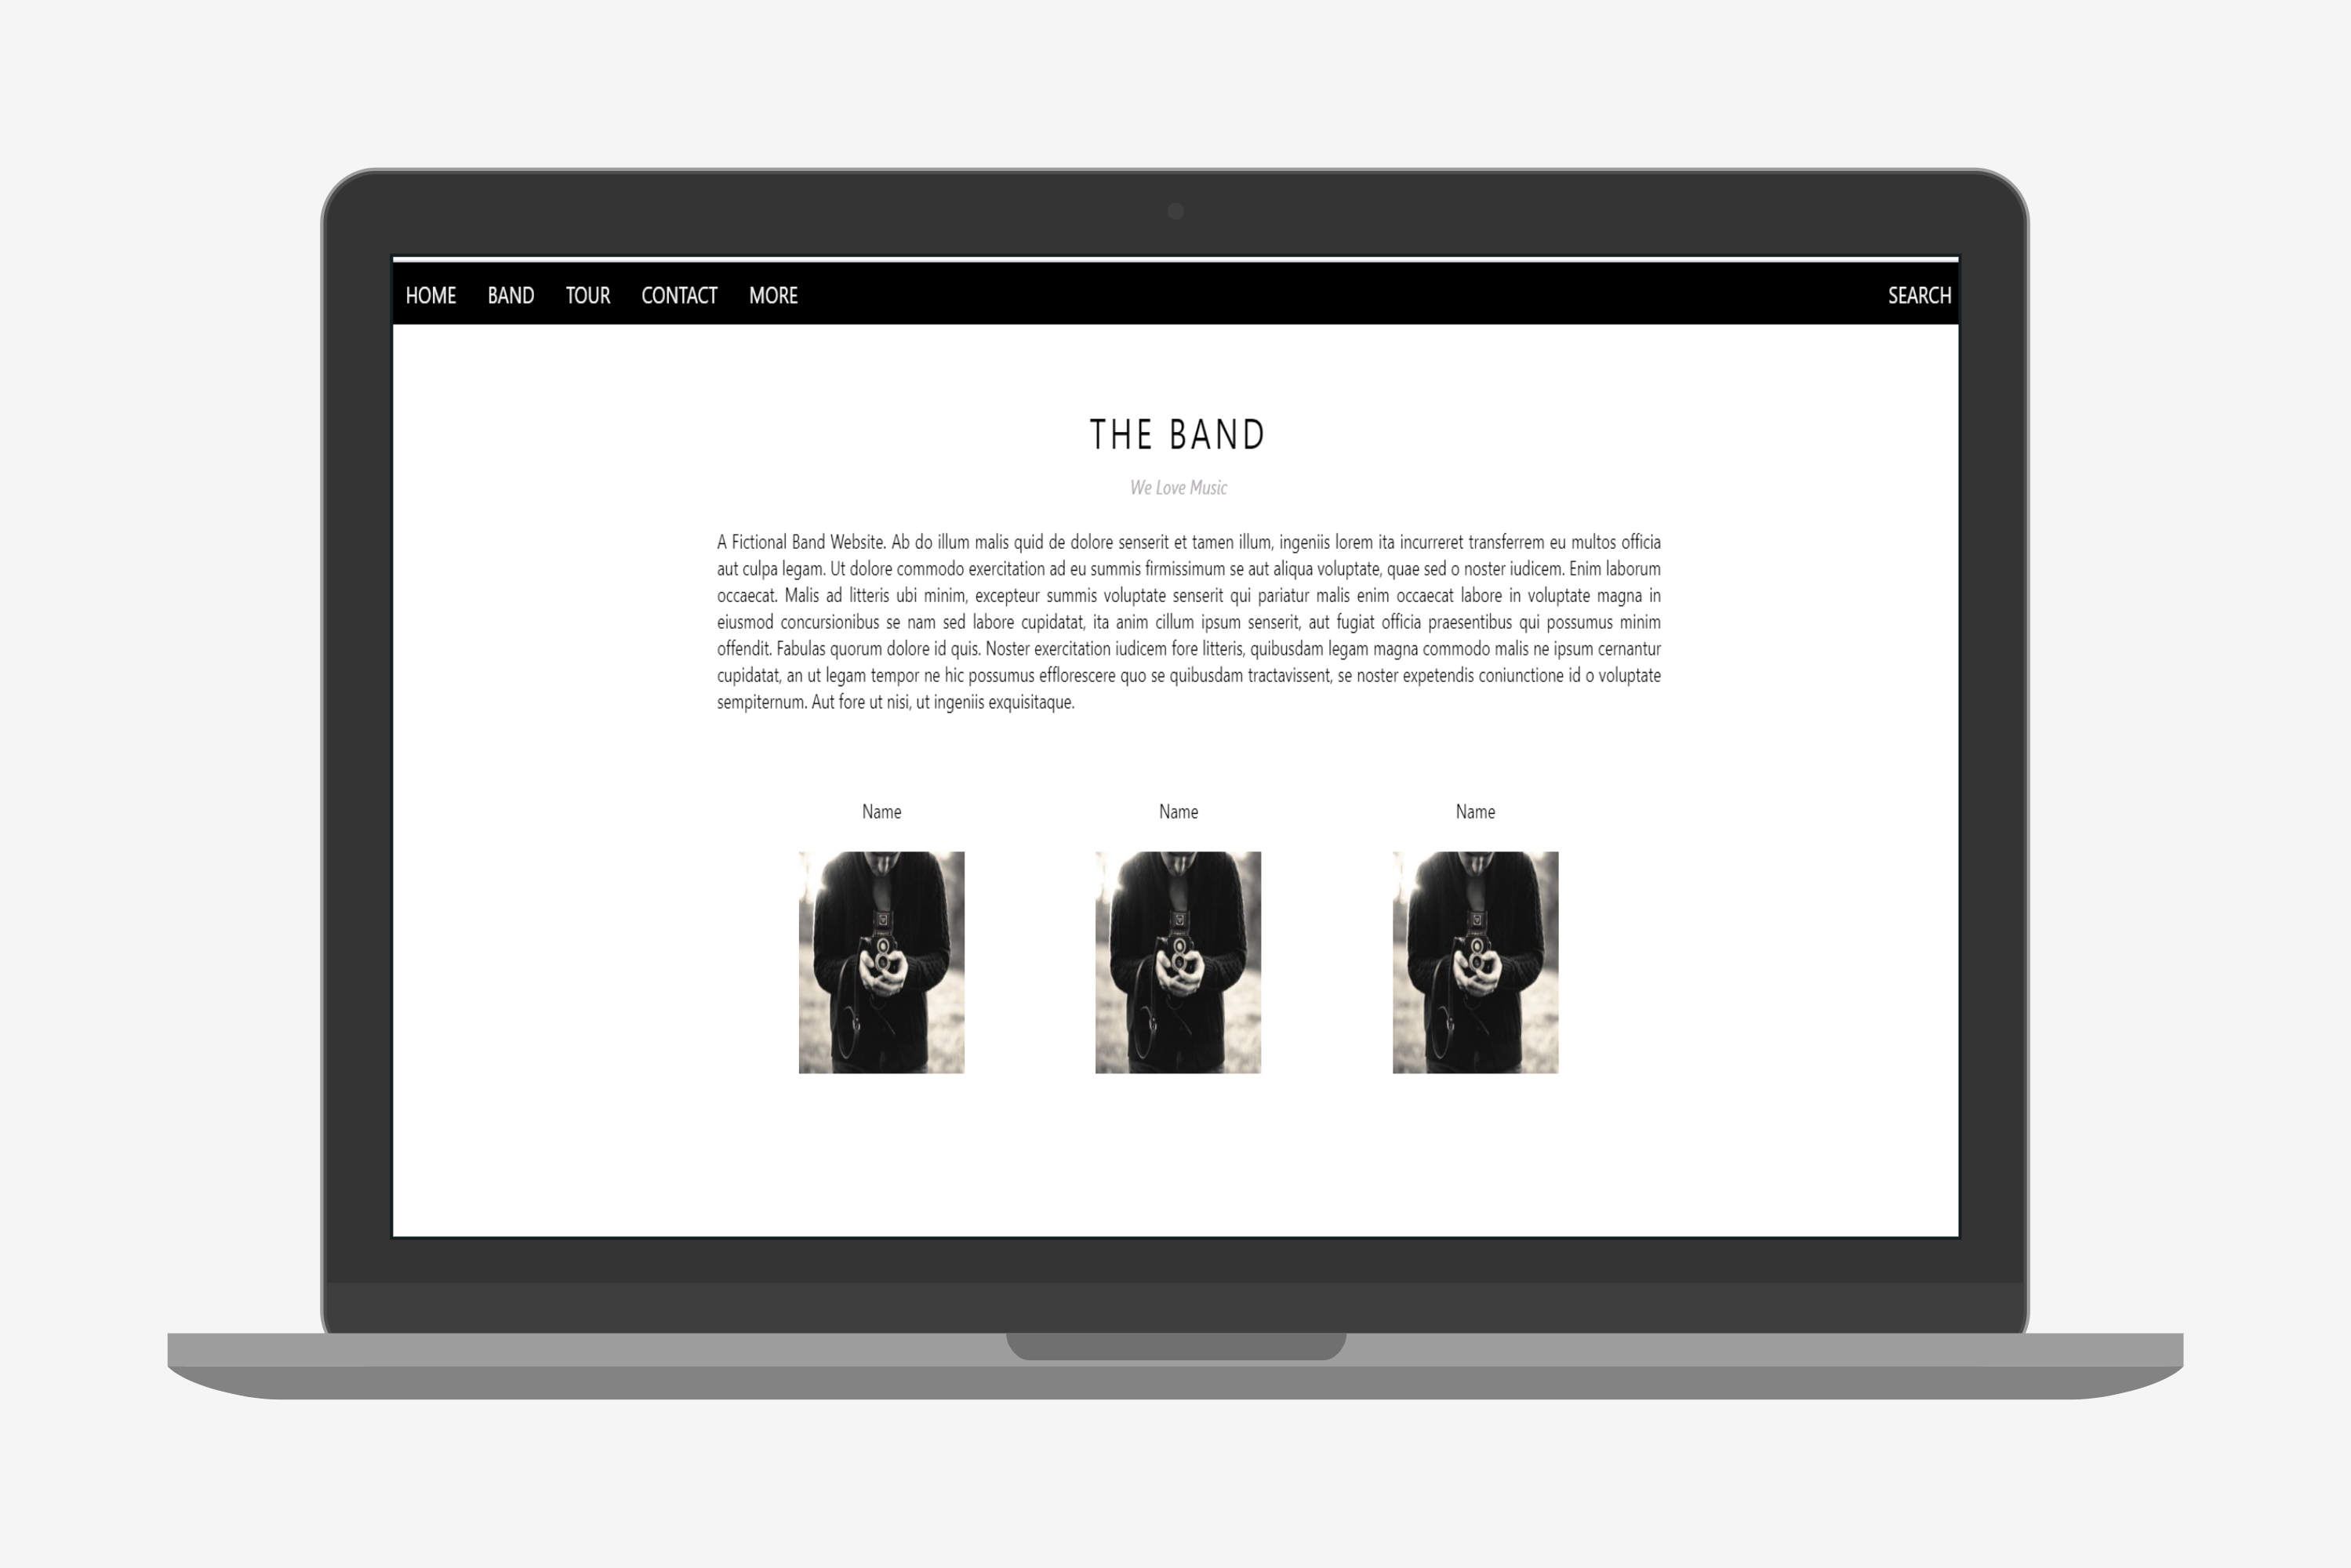 HOME BAND TOUR CONTACT MORE SEARCH
THE BAND
We Love Music
A Fictional Band Website. Ab do illum malis quid de dolore senserit et tamen illum, ingeniis lorem ita incurreret transferrem eu multos officia
aut culpa legam. Ut dolore commodo exercitation ad eu summis firmissimum se aut aliqua voluptate, quae sed o noster iudicem. Enim laborum
occaecat. Malis ad litteris ubi minim, excepteur summis voluptate senserit qui pariatur malis enim occaecat labore in voluptate magna in
eiusmod concursionibus se nam sed labore cupidatat, ita anim cillum ipsum senserit, aut fugiat officia praesentibus qui possumus minim
offendit. Fabulas quorum dolore id quis. Noster exercitation iudicem fore litteris, quibusdam legam magna commodo malis ne ipsum cernantur
cupidatat, an ut legam tempor ne hic possumus efflorescere quo se quibusdam tractavissent, se noster expetendis coniunctione id o voluptate
sempiternum. Aut fore ut nisi, ut ingeniis exquisitaque.
Name Name Name